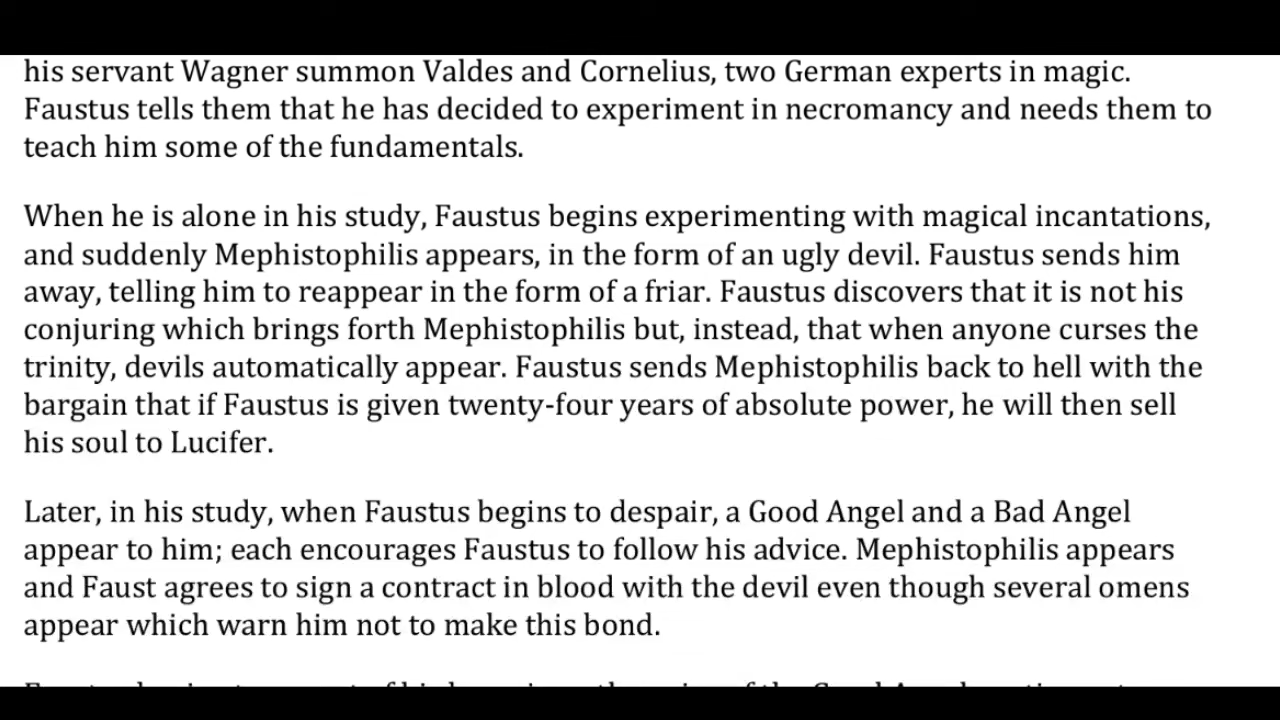 his servant Wagner summon Valdes and Cornelius, two German experts in magic.
Faustus tells them that he has decided to experiment in necromancy and needs them to
teach him some of the fundamentals.
When he is alone in his study, Faustus begins experimenting with magical incantations,
and suddenly Mephistophilis appears, in the form of an ugly devil. Faustus sends him
away, telling him to reappear in the form of a friar. Faustus discovers that it is not his
conjuring which brings forth Mephistophilis but, instead, that when anyone curses the
trinity, devils automatically appear. Faustus sends Mephistophilis back to hell with the
bargain that if Faustus is given twenty-four years of absolute power, he will then sell
his soul to Lucifer.
Later, in his study, when Faustus begins to despair, a Good Angel and a Bad Angel
appear to him; each encourages Faustus to follow his advice. Mephistophilis appears
and Faust agrees to sign a contract in blood with the devil even though several omens
appear which warn him not to make this bond.